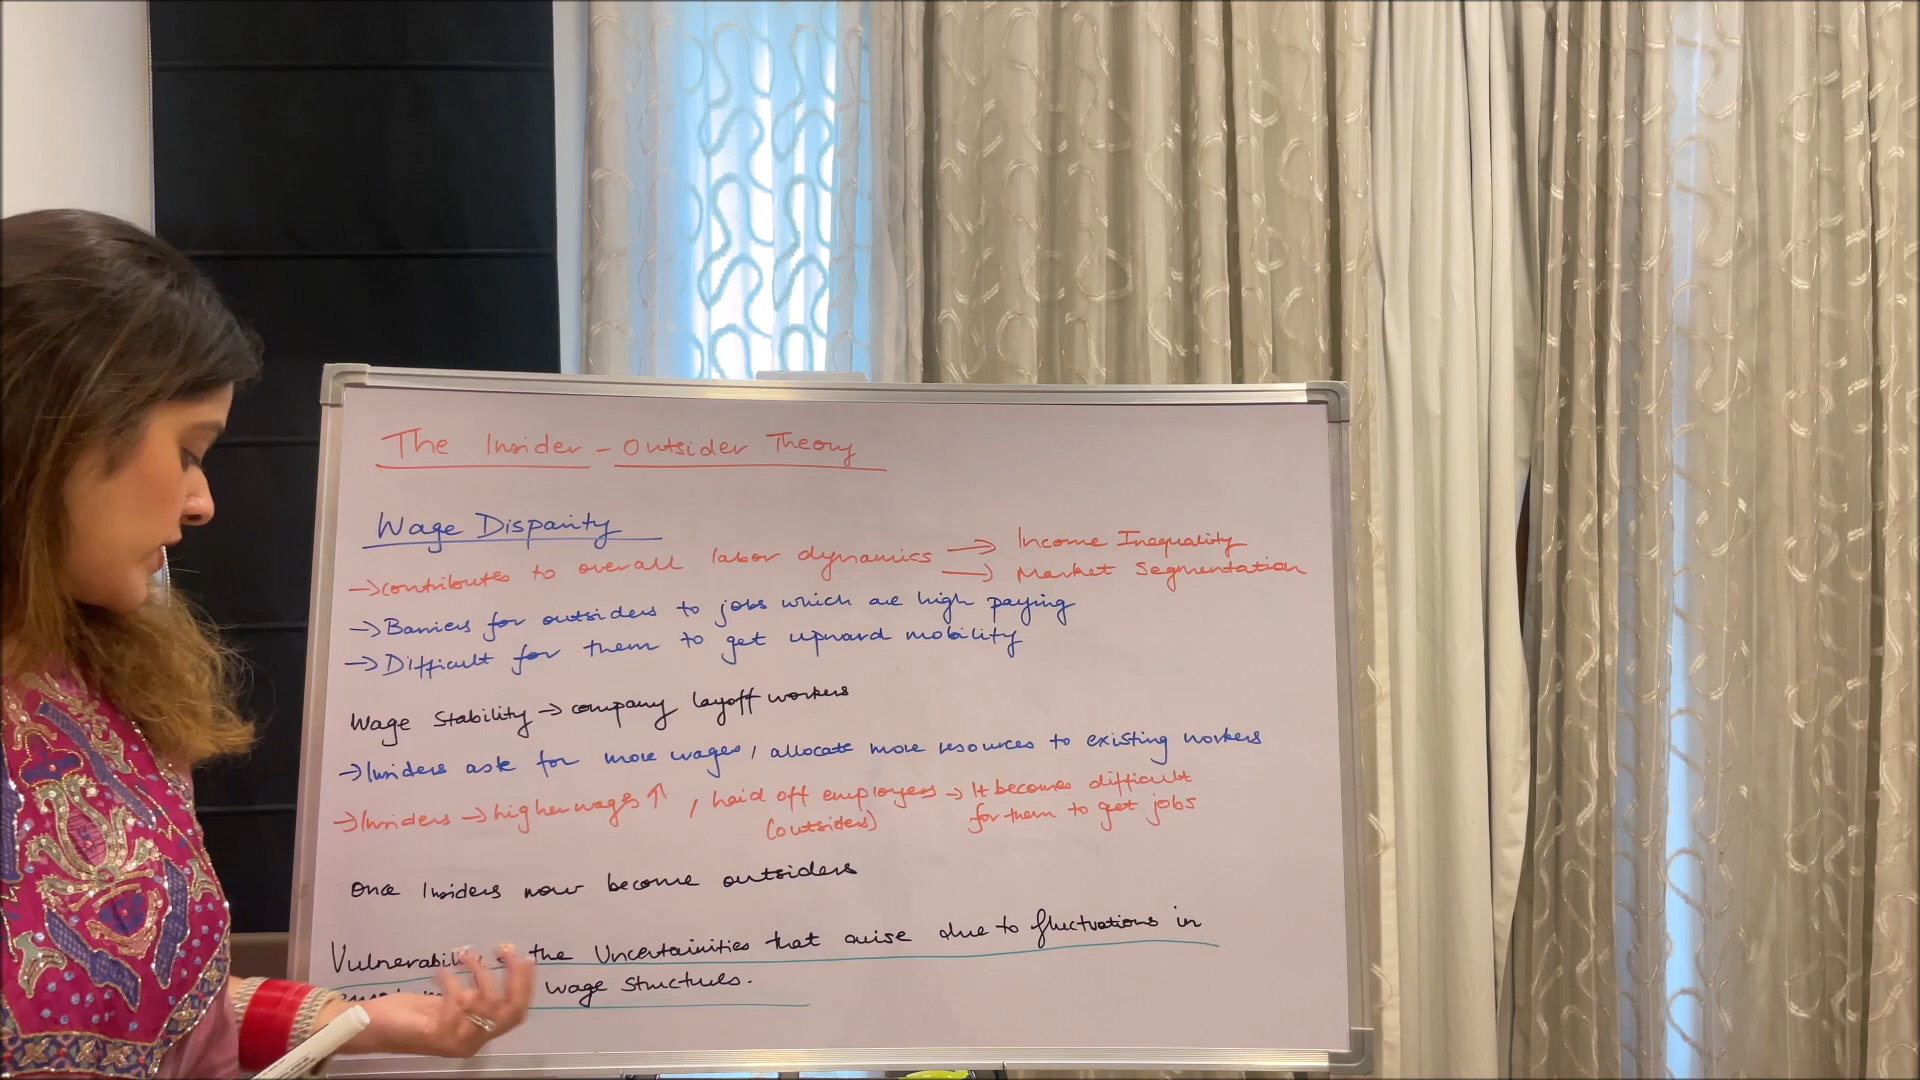 The Insider - Outsider Theory
Wage Disparity
→ contributes to overall labor dynamics → Income Inequality
→ Market Segmentation
→ Barriers for outsiders to jobs which are high paying
→ Difficult for them to get upward mobility
Wage Stability → company layoff workers
→ Insiders ask for more wages, allocate more resources to existing workers
→ Insiders → higher wages ↑, laid off employees → It becomes difficult
(outsiders) for them to get jobs
Once Insiders now become outsiders
Vulnerability the Uncertainities that arise due to fluctuations in
wage structures.